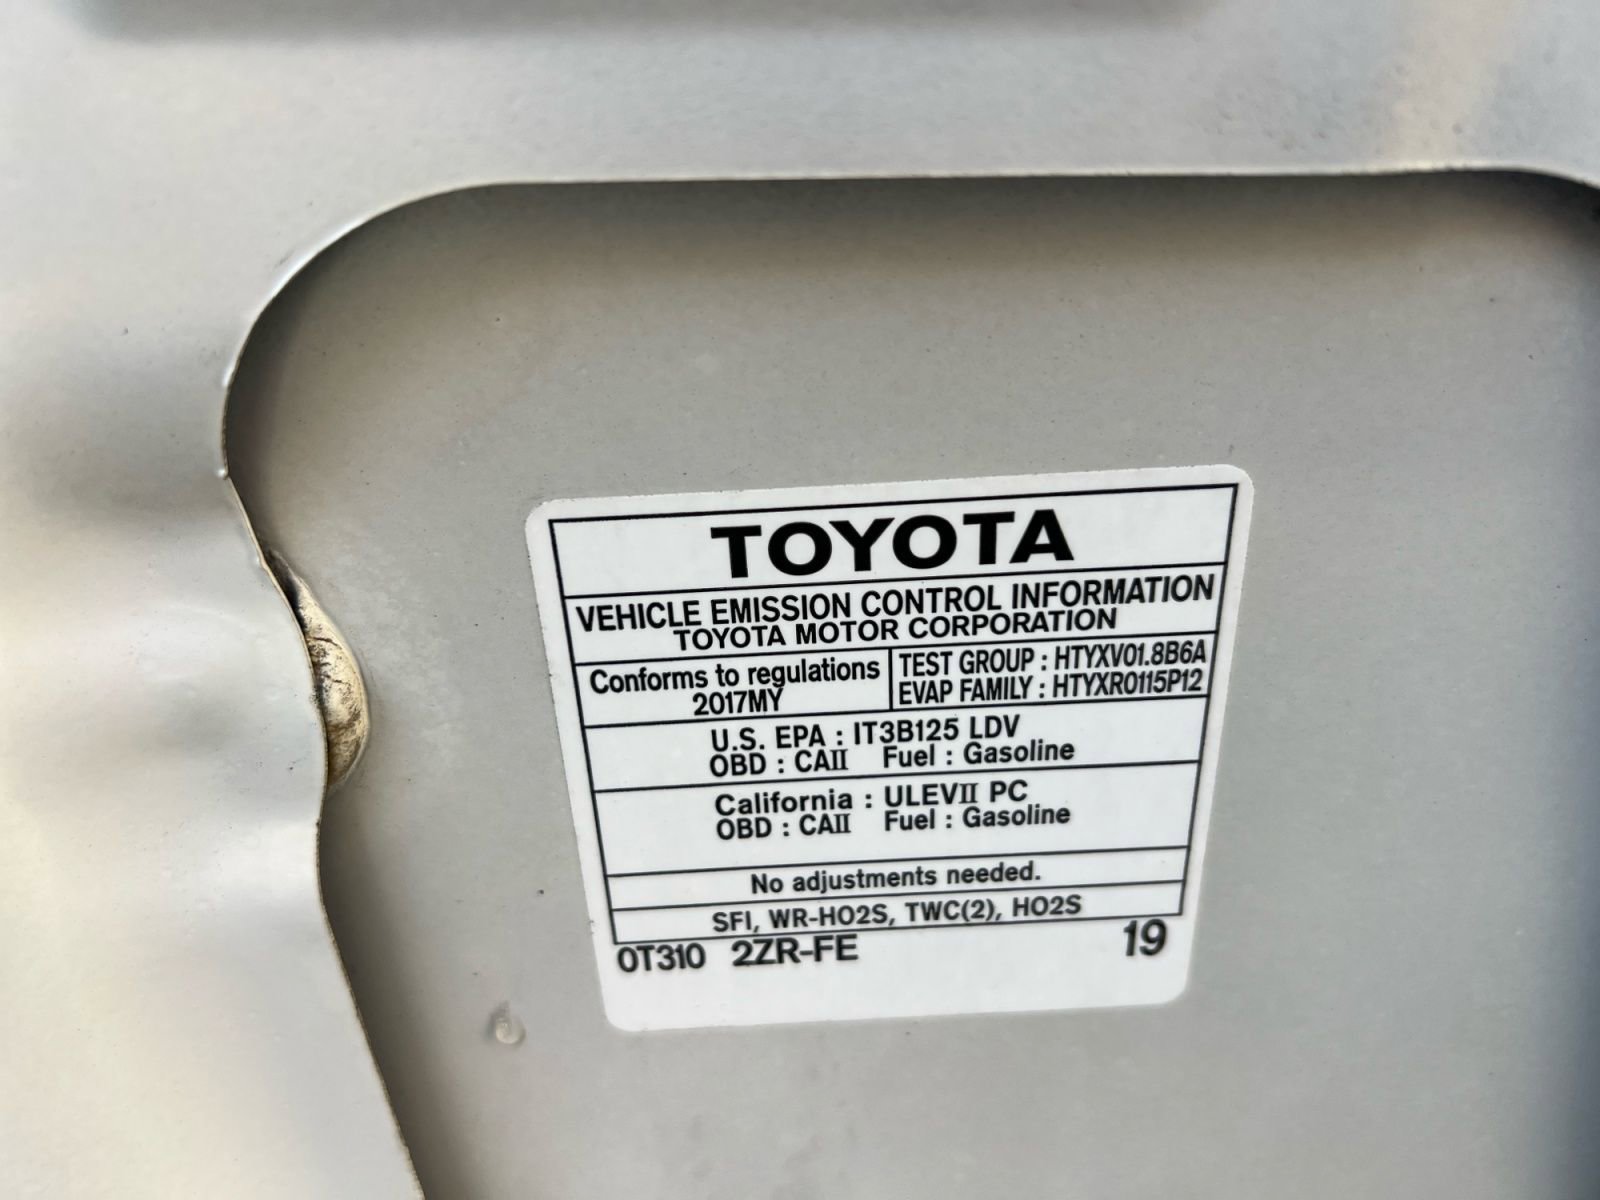 TOYOTA
VEHICLE EMISSION CONTROL INFORMATION
TOYOTA MOTOR CORPORATION
Conforms to regulations
2017MY
TEST GROUP : HTYXV01.8B6A
EVAP FAMILY : HTYXR0115P12
U.S. EPA : IT3B125 LDV
OBD : CAII Fuel : Gasoline
California : ULEVII PC
OBD : CAII Fuel : Gasoline
No adjustments needed.
SFI, WR-HO2S, TWC(2), HO2S
0T310 2ZR-FE 19